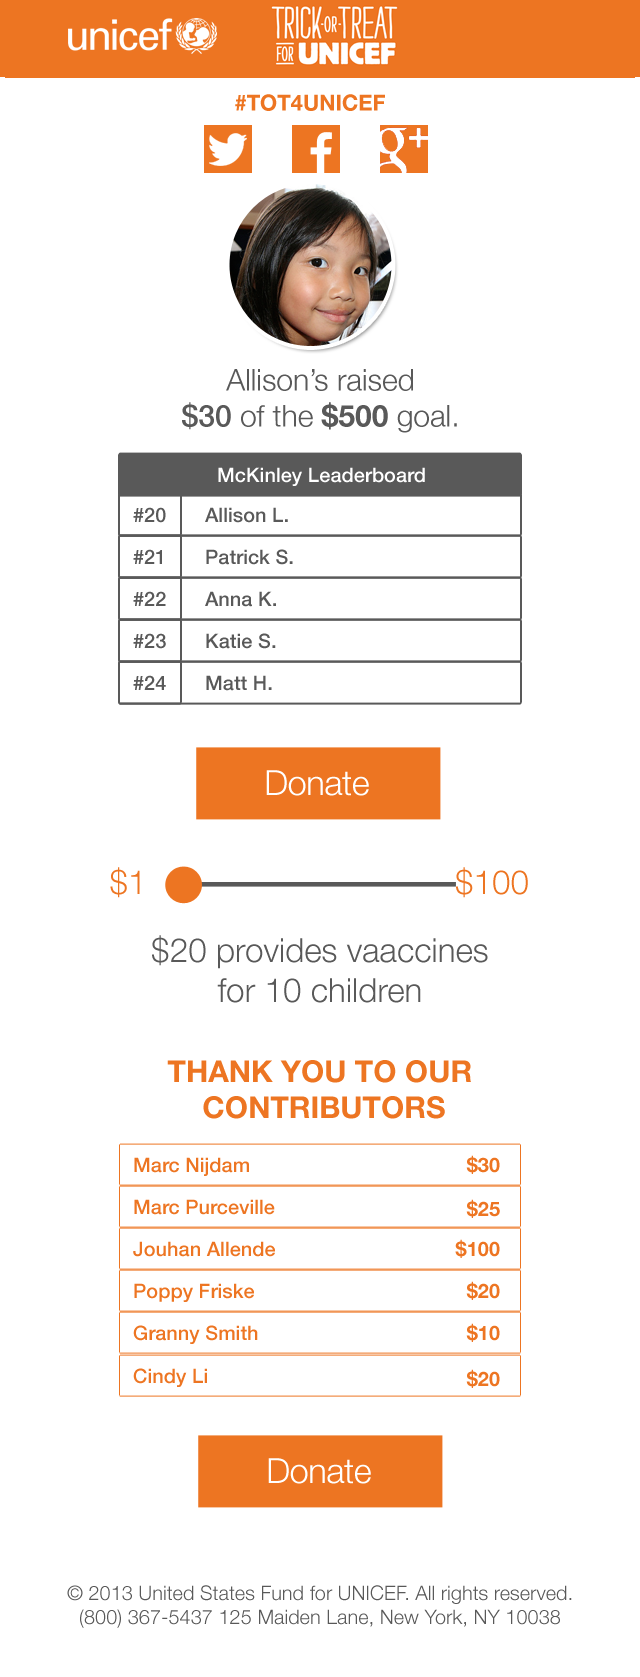 unicef
TRICK-OR-TREAT
FOR UNICEF
#TOT4UNICEF
g+
Allison's raised
$30 of the $500 goal.
McKinley Leaderboard
#20 Allison L.
#21 Patrick S.
#22 Anna K.
#23 Katie S.
#24 Matt H.
Donate
$1 $100
$20 provides vaaccines
for 10 children
THANK YOU TO OUR
CONTRIBUTORS
Marc Nijdam $30
Marc Purceville $25
Jouhan Allende $100
Poppy Friske $20
Granny Smith $10
Cindy Li $20
Donate
© 2013 United States Fund for UNICEF. All rights reserved.
(800) 367-5437 125 Maiden Lane, New York, NY 10038